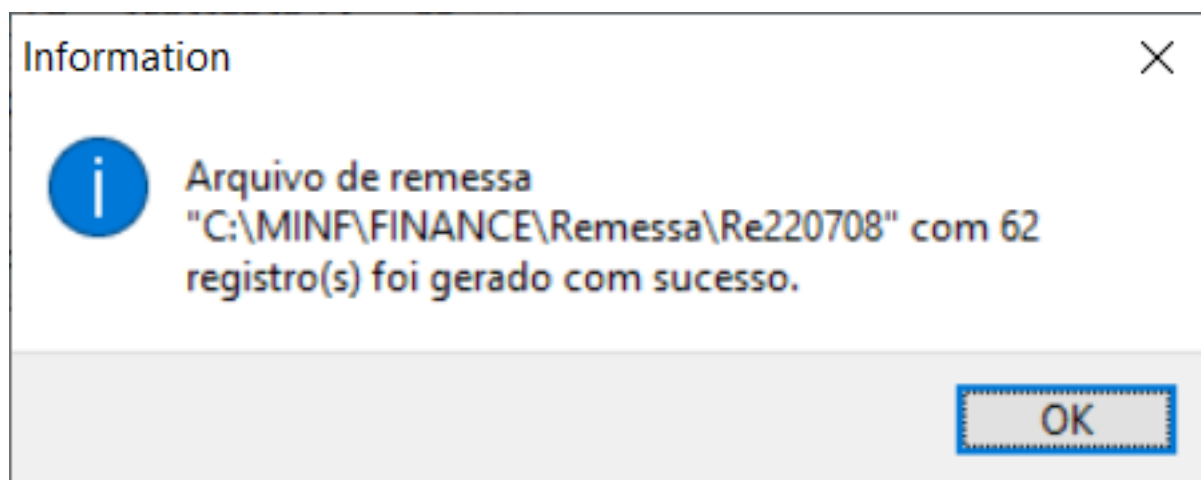 Information
Arquivo de remessa
"C:\MINF\FINANCE\Remessa\Re220708" com 62
registro(s) foi gerado com sucesso.
OK